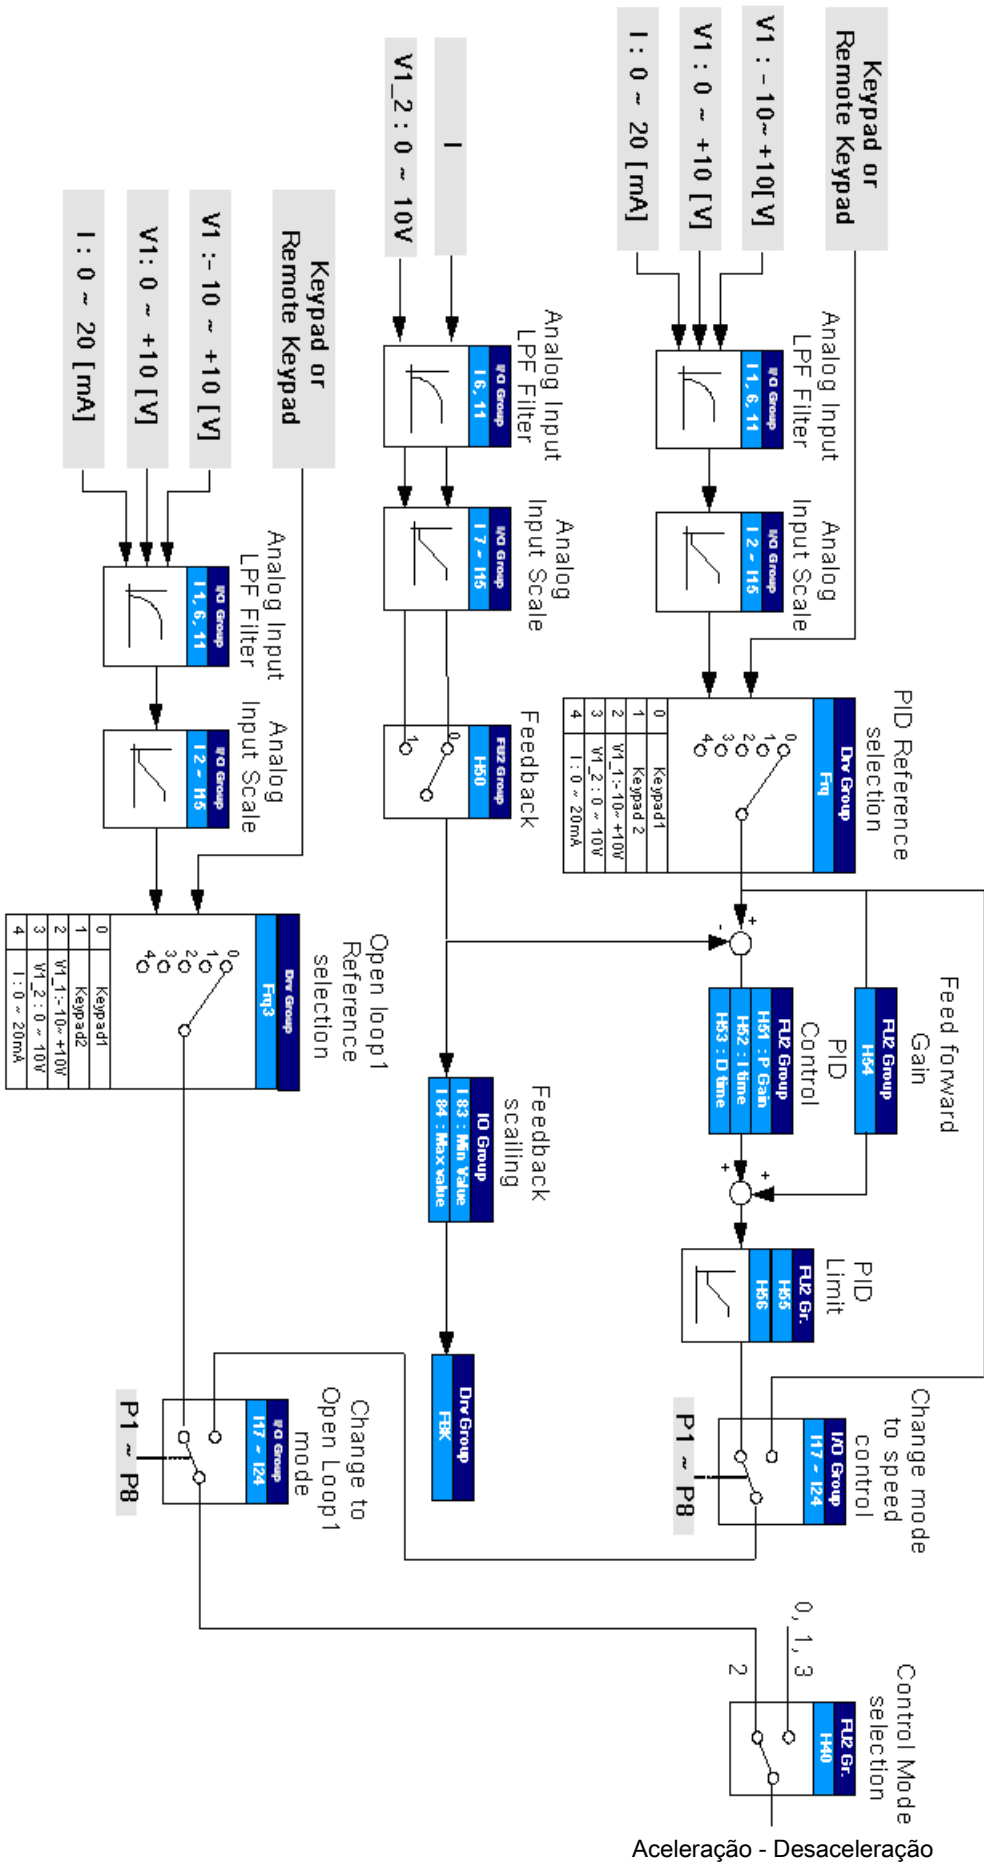 Keypad or
Remote Keypad
V1 : - 10~ +10[V]
V1 : 0 ~ +10 [V]
I : 0 ~ 20 [mA]
Analog Input
LPF Filter
I/O Group
I 1, 6, 11
Analog
Input Scale
I/O Group
I 2 ~ I15
PID Reference
selection
Drv Group
Frq
0
1
2
3
4
0 Keypad1
1 Keypad 2
2 V1_1:-10~ +10V
3 V1_2 : 0 ~ 10V
4 I : 0 ~ 20mA
+
-
Feed forward
Gain
FU2 Group
H54
PID
Control
FU2 Group
H51 : P Gain
H52 : I time
H53 : D time
+
+
PID
Limit
FU2 Gr.
H55
H56
Change mode
to speed
control
I/O Group
I17 ~ I24
P1 ~ P8
Control Mode
selection
FU2 Gr.
H40
0, 1, 3
2
Aceleração - Desaceleração
I
V1_2 : 0 ~ 10V
Analog Input
LPF Filter
I/O Group
I 6, 11
Analog
Input Scale
I/O Group
I 7 ~ I15
Feedback
FU2 Group
H50
0
1
Feedback
scailing
IO Group
I 83 : Min Value
I 84 : Max value
Drv Group
FBK
Keypad or
Remote Keypad
V1 :- 10 ~ +10 [V]
V1: 0 ~ +10 [V]
I : 0 ~ 20 [mA]
Analog Input
LPF Filter
I/O Group
I 1, 6, 11
Analog
Input Scale
I/O Group
I 2 ~ I15
Open loop1
Reference
selection
Drv Group
Frq3
0
1
2
3
4
0 Keypad1
1 Keypad2
2 V1_1:-10~ +10V
3 V1_2 : 0 ~ 10V
4 I : 0 ~ 20mA
Change to
Open Loop1
mode
I/O Group
I17 ~ I24
P1 ~ P8